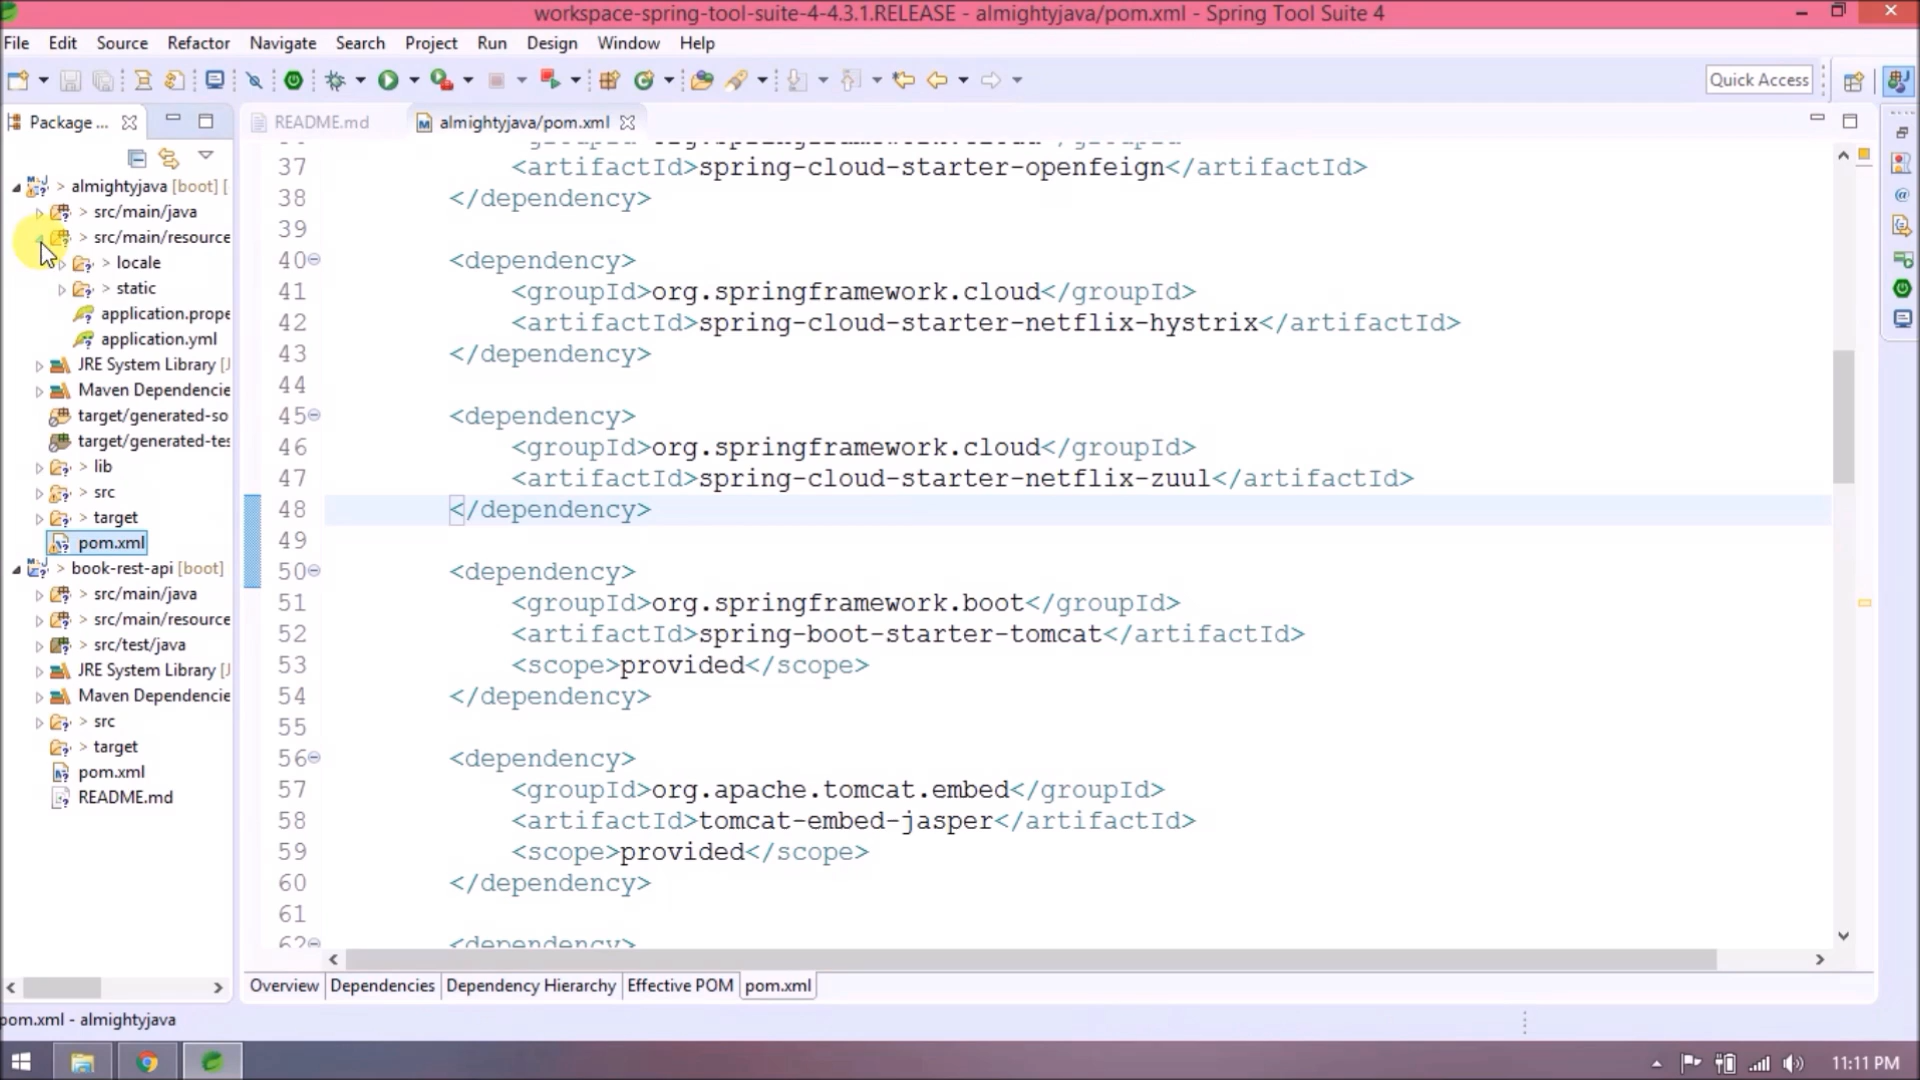 workspace-spring-tool-suite-4-4.3.1.RELEASE - almightyjava/pom.xml - Spring Tool Suite 4
File Edit Source Refactor Navigate Search Project Run Design Window Help
Quick Access
Package ...
README.md
almightyjava/pom.xml
> almightyjava [boot] [
> src/main/java
> src/main/resource
> locale
> static
application.prope
application.yml
JRE System Library [J
Maven Dependencie
target/generated-so
target/generated-tes
> lib
> src
> target
pom.xml
> book-rest-api [boot]
> src/main/java
> src/main/resource
> src/test/java
JRE System Library [J
Maven Dependencie
> src
> target
pom.xml
README.md
37 <artifactId>spring-cloud-starter-openfeign</artifactId>
38 </dependency>
39
40 <dependency>
41 <groupId>org.springframework.cloud</groupId>
42 <artifactId>spring-cloud-starter-netflix-hystrix</artifactId>
43 </dependency>
44
45 <dependency>
46 <groupId>org.springframework.cloud</groupId>
47 <artifactId>spring-cloud-starter-netflix-zuul</artifactId>
48 </dependency>
49
50 <dependency>
51 <groupId>org.springframework.boot</groupId>
52 <artifactId>spring-boot-starter-tomcat</artifactId>
53 <scope>provided</scope>
54 </dependency>
55
56 <dependency>
57 <groupId>org.apache.tomcat.embed</groupId>
58 <artifactId>tomcat-embed-jasper</artifactId>
59 <scope>provided</scope>
60 </dependency>
61
62 <dependency>
Overview Dependencies Dependency Hierarchy Effective POM pom.xml
pom.xml - almightyjava
11:11 PM